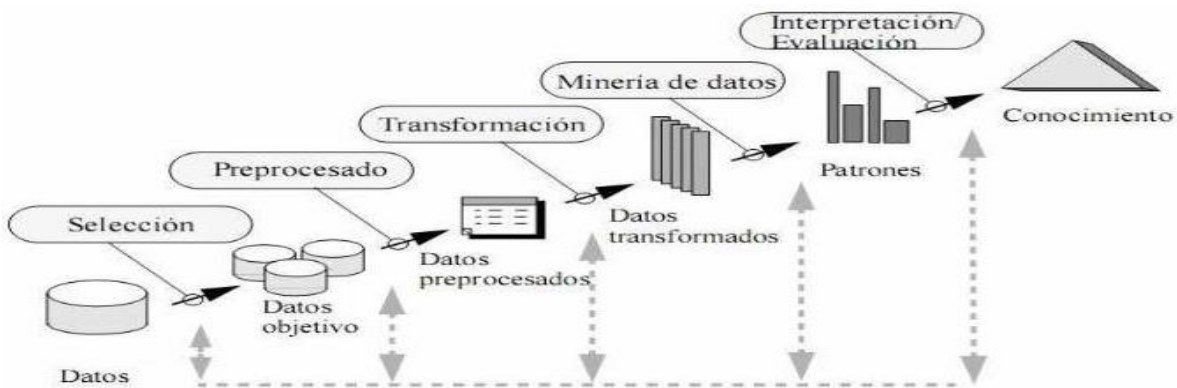 Interpretación/
Evaluación
Minería de datos
Transformación
Preprocesado
Selección
Conocimiento
Patrones
Datos
transformados
Datos
preprocesados
Datos
objetivo
Datos